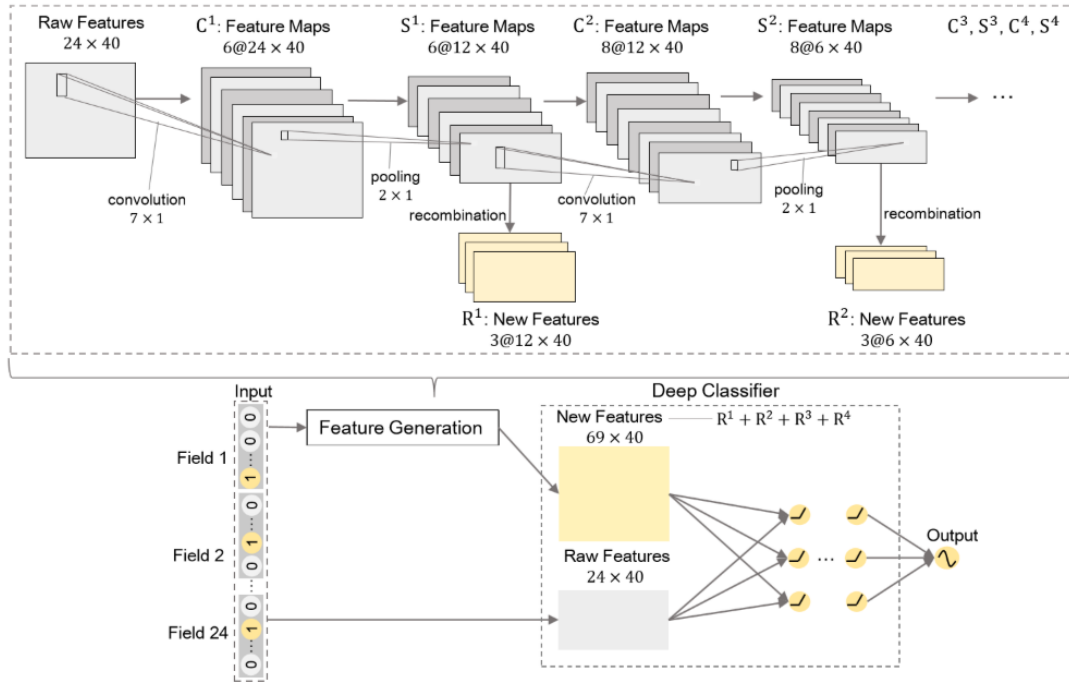 Raw Features
24 × 40
C¹: Feature Maps
6@24 × 40
S¹: Feature Maps
6@12 × 40
C²: Feature Maps
8@12 × 40
S²: Feature Maps
8@6 × 40
C³, S³, C⁴, S⁴
...
convolution
7 × 1
pooling
2 × 1
recombination
convolution
7 × 1
pooling
2 × 1
recombination
R¹: New Features
3@12 × 40
R²: New Features
3@6 × 40
Input
Deep Classifier
Field 1
0
0
...
1
Field 2
0
...
1
0
...
Field 24
0
1
...
0
Feature Generation
New Features
R¹ + R² + R³ + R⁴
69 × 40
Raw Features
24 × 40
...
Output